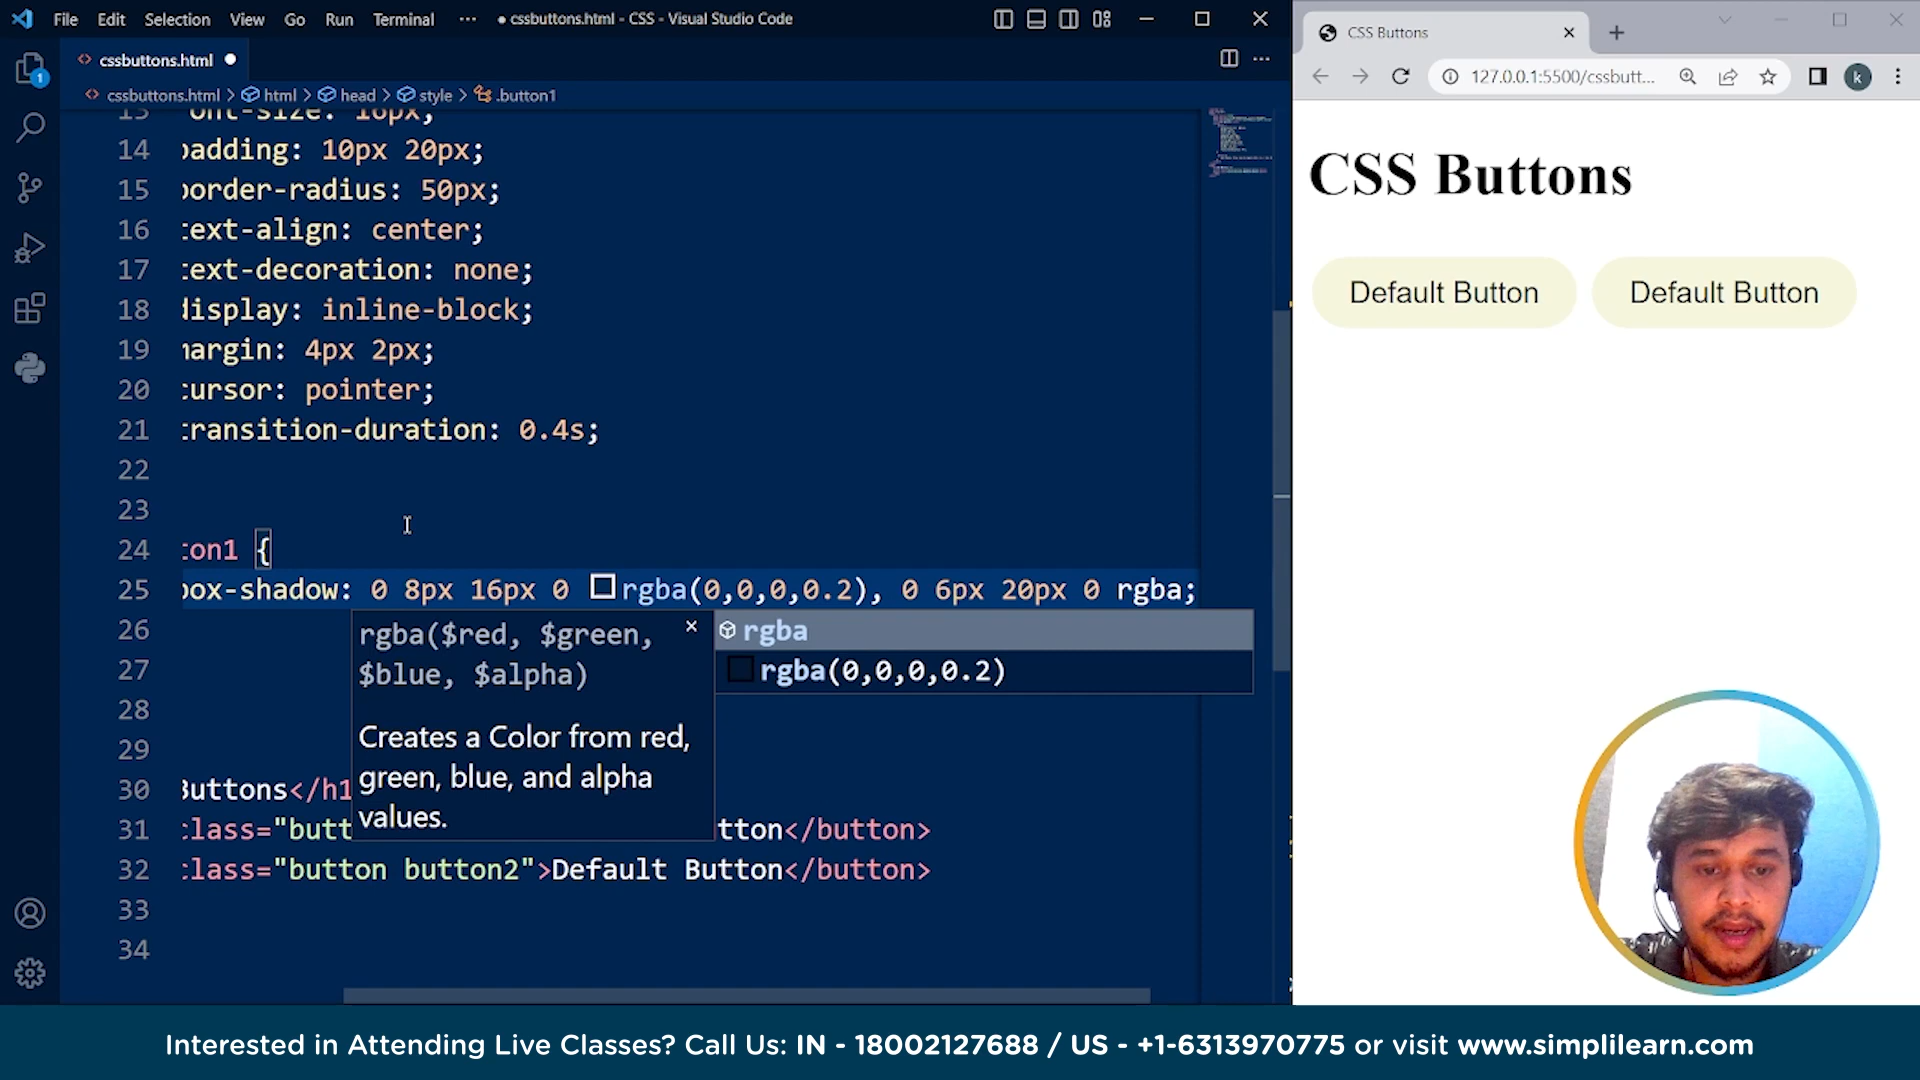 File Edit Selection View Go Run Terminal ··· ● cssbuttons.html - CSS - Visual Studio Code
<> cssbuttons.html ●
<> cssbuttons.html > html > head > style > .button1
14 padding: 10px 20px;
15 border-radius: 50px;
16 text-align: center;
17 text-decoration: none;
18 display: inline-block;
19 margin: 4px 2px;
20 cursor: pointer;
21 transition-duration: 0.4s;
22
23
24 ton1 {
25 box-shadow: 0 8px 16px 0 rgba(0,0,0,0.2), 0 6px 20px 0 rgba;
26
27
28
29
30 Buttons</h1
31 class="butt tton</button>
32 class="button button2">Default Button</button>
33
34
rgba($red, $green,
$blue, $alpha)
Creates a Color from red,
green, blue, and alpha
values.
rgba
rgba(0,0,0,0.2)
1
CSS Buttons
127.0.0.1:5500/cssbutt...
k
CSS Buttons
Default Button Default Button
Interested in Attending Live Classes? Call Us: IN - 18002127688 / US - +1-6313970775 or visit www.simplilearn.com